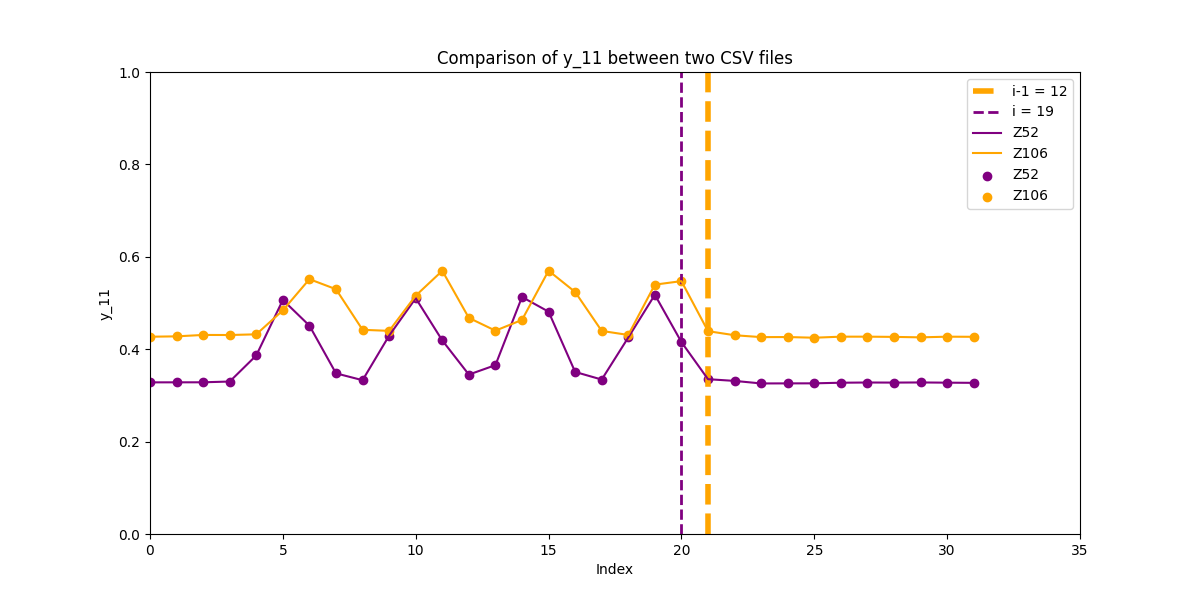 Comparison of y_11 between two CSV files
1.0
0.8
0.6
0.4
0.2
0.0
y_11
0 5 10 15 20 25 30 35
Index
i-1 = 12
i = 19
Z52
Z106
Z52
Z106